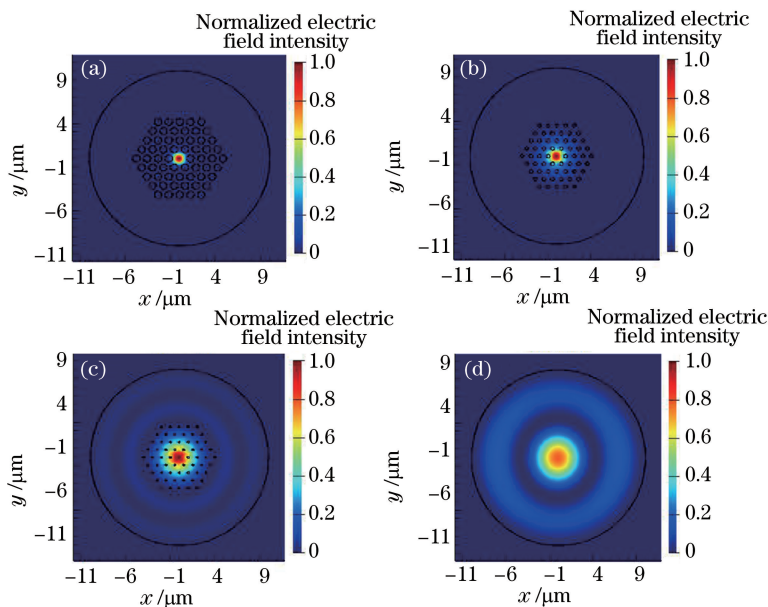 Normalized electric
field intensity
(a)
9
4
−1
−6
−11
y /μm
−11 −6 −1 4 9
x /μm
1.0
0.8
0.6
0.4
0.2
0
Normalized electric
field intensity
(b)
9
4
−1
−6
−11
y /μm
−11 −6 −1 4 9
x /μm
1.0
0.8
0.6
0.4
0.2
0
Normalized electric
field intensity
(c)
9
4
−1
−6
−11
y /μm
−11 −6 −1 4 9
x /μm
1.0
0.8
0.6
0.4
0.2
0
Normalized electric
field intensity
(d)
9
4
−1
−6
−11
y /μm
−11 −6 −1 4 9
x /μm
1.0
0.8
0.6
0.4
0.2
0